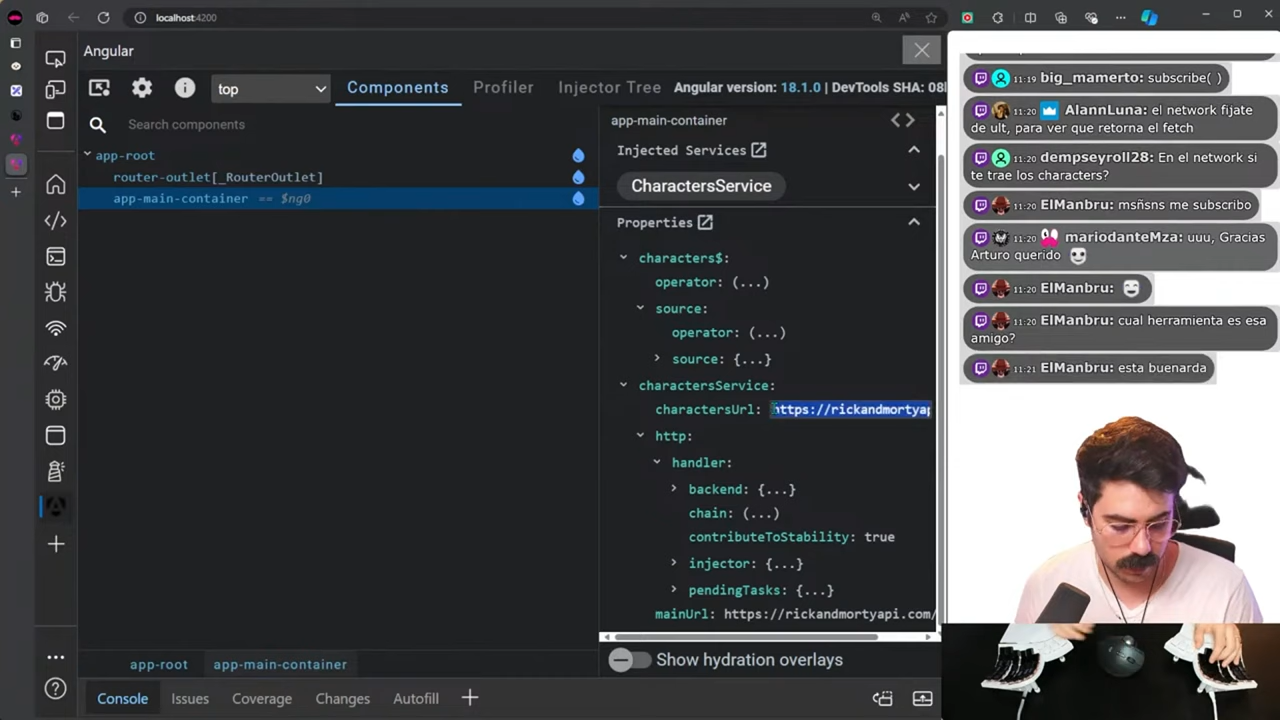 localhost:4200
Angular
top
Components
Profiler
Injector Tree
Angular version: 18.1.0 | DevTools SHA:
Search components
app-root
router-outlet[_RouterOutlet]
app-main-container == $ng0
app-main-container
Injected Services
CharactersService
Properties
characters$:
operator: (...)
source:
operator: (...)
source: {...}
charactersService:
charactersUrl: https://rickandmortyap
http:
handler:
backend: {...}
chain: (...)
contributeToStability: true
injector: {...}
pendingTasks: {...}
mainUrl: https://rickandmortyapi.com/
Show hydration overlays
app-root
app-main-container
Console
Issues
Coverage
Changes
Autofill
11:19 big_mamerto: subscribe( )
11:20 AlannLuna: el network fijate
de ult, para ver que retorna el fetch
11:20 dempseyroll28: En el network si
te trae los characters?
11:20 ElManbru: msñsns me subscribo
11:20 mariodanteMza: uuu, Gracias
Arturo querido
11:20 ElManbru:
11:20 ElManbru: cual herramienta es esa
amigo?
11:21 ElManbru: esta buenarda